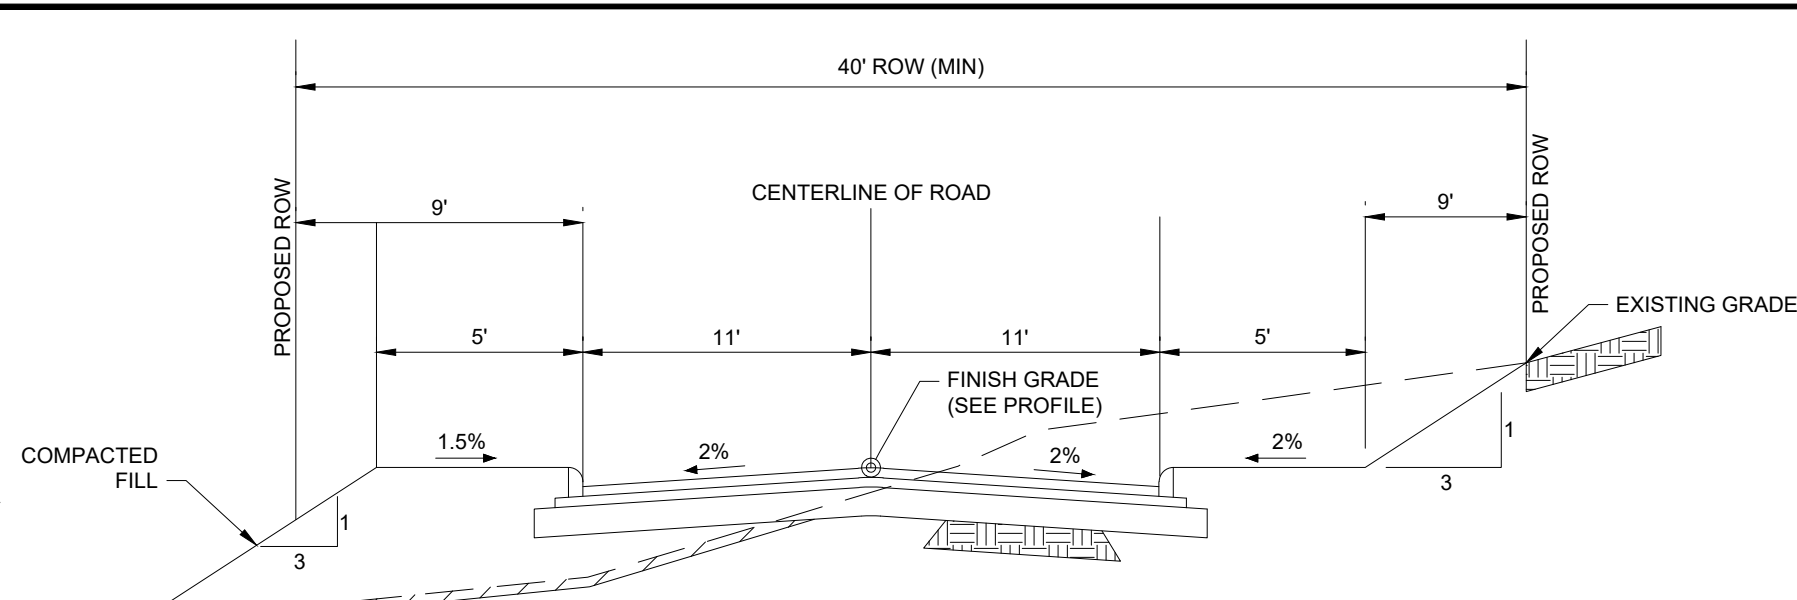 40' ROW (MIN)
CENTERLINE OF ROAD
PROPOSED ROW
PROPOSED ROW
9'
9'
EXISTING GRADE
5'
11'
11'
5'
FINISH GRADE
(SEE PROFILE)
COMPACTED
FILL
1.5%
2%
2%
2%
1
3
1
3